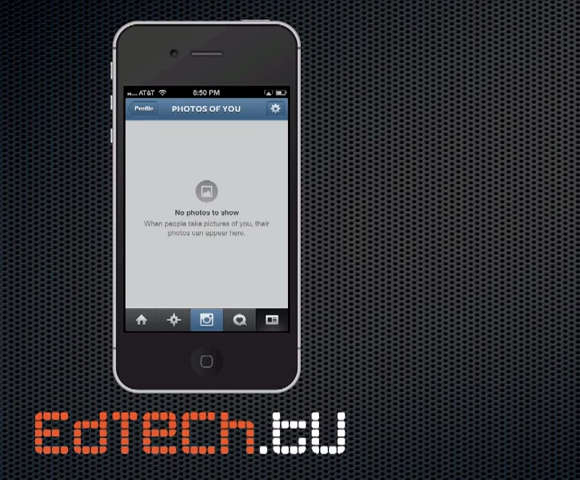 AT&T 8:50 PM
Profile PHOTOS OF YOU
No photos to show
When people take pictures of you, their
photos can appear here.
EdTECh.tU